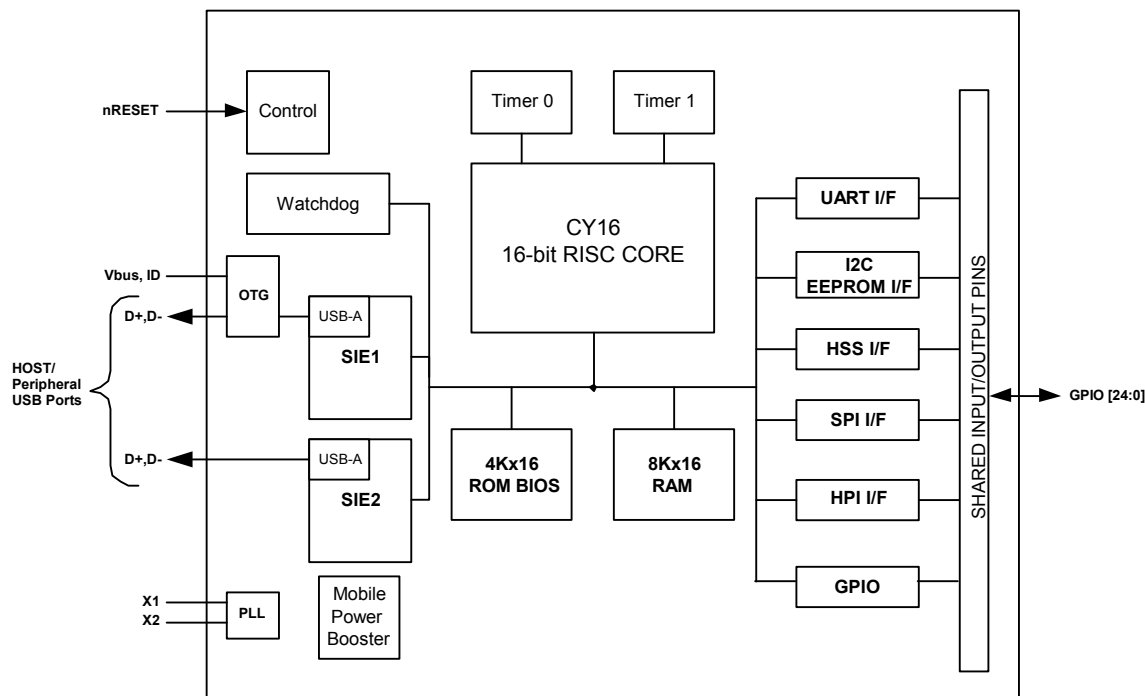 nRESET
Control
Timer 0
Timer 1
Watchdog
CY16
16-bit RISC CORE
UART I/F
I2C
EEPROM I/F
HSS I/F
SPI I/F
HPI I/F
GPIO
SHARED INPUT/OUTPUT PINS
GPIO [24:0]
Vbus, ID
OTG
D+,D-
USB-A
SIE1
HOST/
Peripheral
USB Ports
D+,D-
USB-A
SIE2
4Kx16
ROM BIOS
8Kx16
RAM
X1
X2
PLL
Mobile
Power
Booster